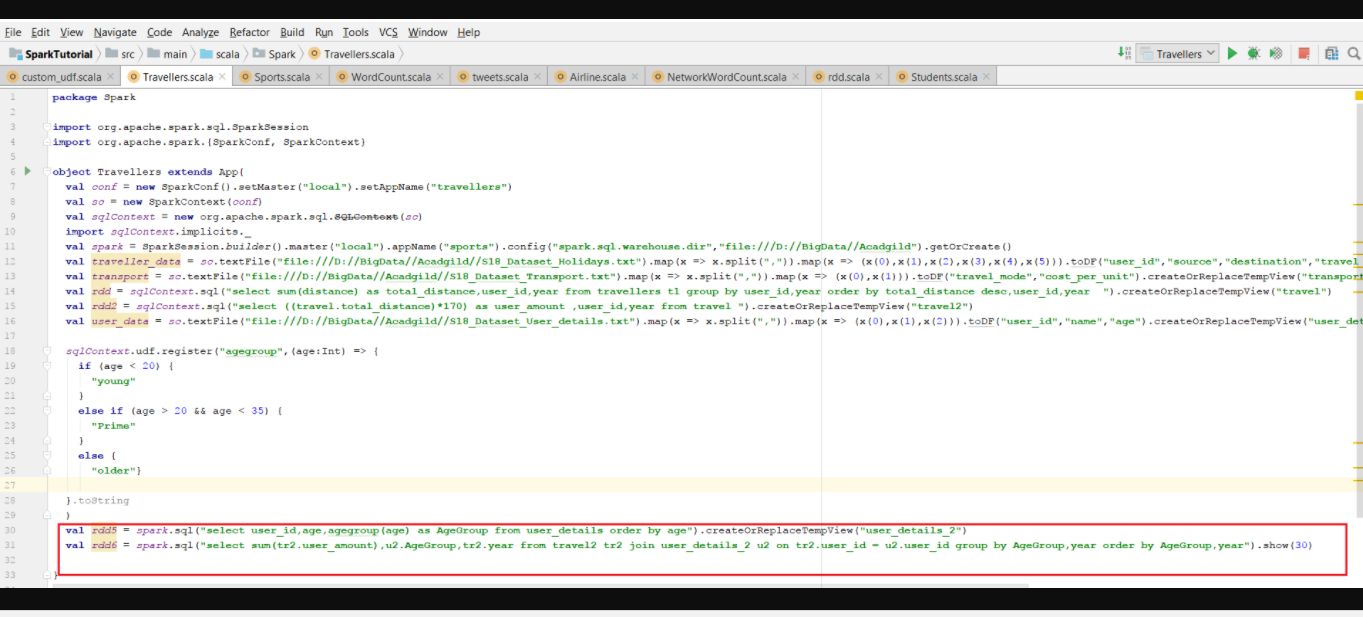 File Edit View Navigate Code Analyze Refactor Build Run Tools VCS Window Help
SparkTutorial src main scala Spark Travellers.scala Travellers
custom_udf.scala Travellers.scala Sports.scala WordCount.scala tweets.scala Airline.scala NetworkWordCount.scala rdd.scala Students.scala
1 package Spark
2
3 import org.apache.spark.sql.SparkSession
4 import org.apache.spark.{SparkConf, SparkContext}
5
6 object Travellers extends App{
7 val conf = new SparkConf().setMaster("local").setAppName("travellers")
8 val sc = new SparkContext(conf)
9 val sqlContext = new org.apache.spark.sql.SQLContext(sc)
10 import sqlContext.implicits._
11 val spark = SparkSession.builder().master("local").appName("sports").config("spark.sql.warehouse.dir","file:///D://BigData//Acadgild").getOrCreate()
12 val traveller_data = sc.textFile("file:///D://BigData//Acadgild//S18_Dataset_Holidays.txt").map(x => x.split(",")).map(x => (x(0),x(1),x(2),x(3),x(4),x(5))).toDF("user_id","source","destination","travel
13 val transport = sc.textFile("file:///D://BigData//Acadgild//S18_Dataset_Transport.txt").map(x => x.split(",")).map(x => (x(0),x(1))).toDF("travel_mode","cost_per_unit").createOrReplaceTempView("transport
14 val rdd = sqlContext.sql("select sum(distance) as total_distance,user_id,year from travellers t1 group by user_id,year order by total_distance desc,user_id,year ").createOrReplaceTempView("travel")
15 val rdd2 = sqlContext.sql("select ((travel.total_distance)*170) as user_amount ,user_id,year from travel ").createOrReplaceTempView("travel2")
16 val user_data = sc.textFile("file:///D://BigData//Acadgild//S18_Dataset_User_details.txt").map(x => x.split(",")).map(x => (x(0),x(1),x(2))).toDF("user_id","name","age").createOrReplaceTempView("user_det
17
18 sqlContext.udf.register("agegroup",(age:Int) => {
19 if (age < 20) {
20 "young"
21 }
22 else if (age > 20 && age < 35) {
23 "Prime"
24 }
25 else {
26 "older"}
27
28 }.toString
29 )
30 val rdd5 = spark.sql("select user_id,age,agegroup(age) as AgeGroup from user_details order by age").createOrReplaceTempView("user_details_2")
31 val rdd6 = spark.sql("select sum(tr2.user_amount),u2.AgeGroup,tr2.year from travel2 tr2 join user_details_2 u2 on tr2.user_id = u2.user_id group by AgeGroup,year order by AgeGroup,year").show(30)
32
33 }